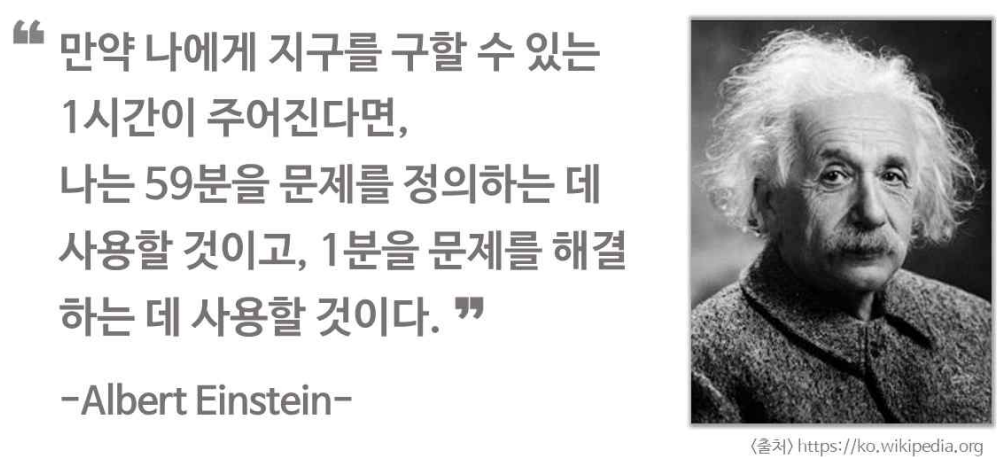 ❝ 만약 나에게 지구를 구할 수 있는
1시간이 주어진다면,
나는 59분을 문제를 정의하는 데
사용할 것이고, 1분을 문제를 해결
하는 데 사용할 것이다. ❞
-Albert Einstein-
<출처> https://ko.wikipedia.org